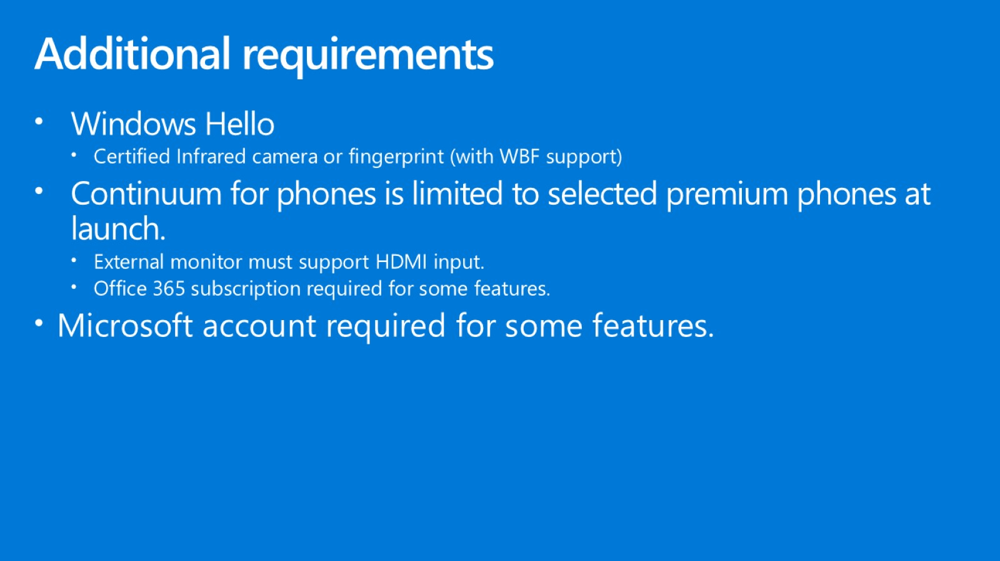 Additional requirements
• Windows Hello
• Certified Infrared camera or fingerprint (with WBF support)
• Continuum for phones is limited to selected premium phones at
launch.
• External monitor must support HDMI input.
• Office 365 subscription required for some features.
• Microsoft account required for some features.